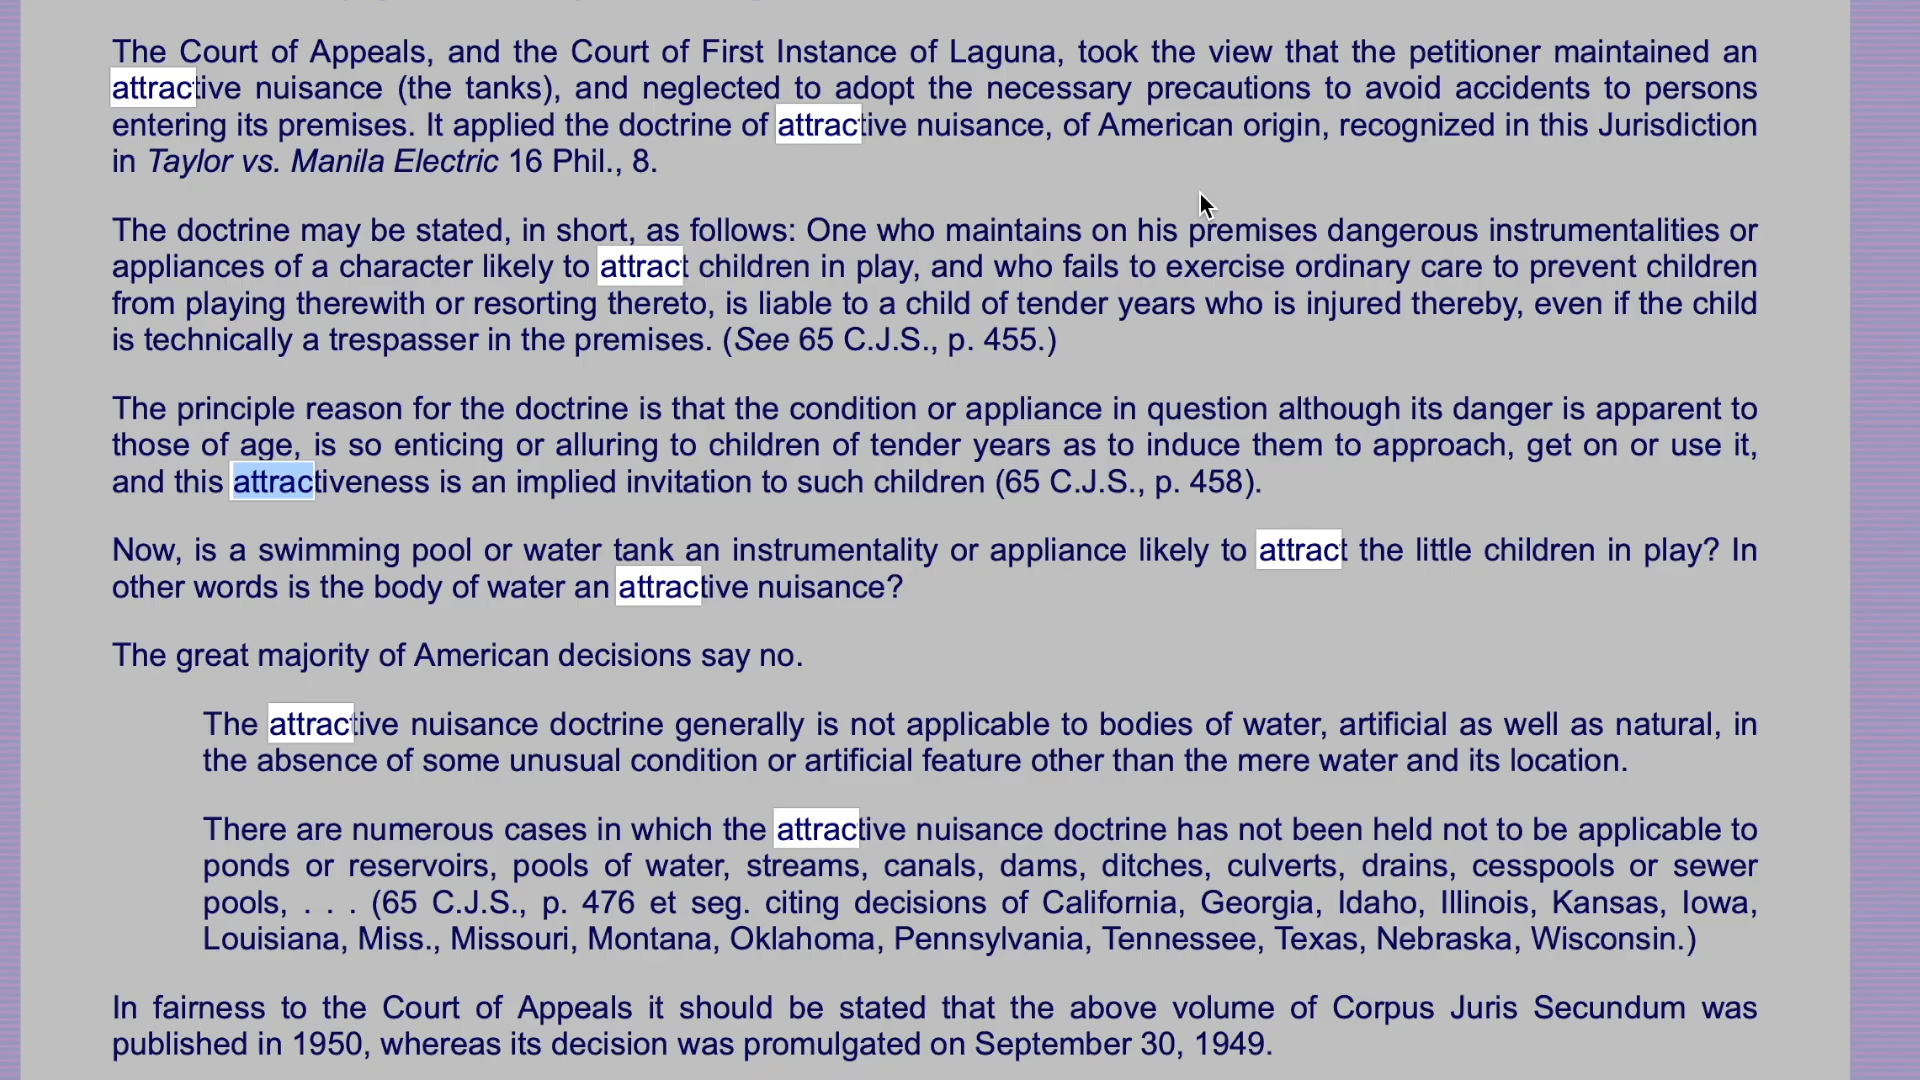 The Court of Appeals, and the Court of First Instance of Laguna, took the view that the petitioner maintained an
attractive nuisance (the tanks), and neglected to adopt the necessary precautions to avoid accidents to persons
entering its premises. It applied the doctrine of attractive nuisance, of American origin, recognized in this Jurisdiction
in Taylor vs. Manila Electric 16 Phil., 8.
The doctrine may be stated, in short, as follows: One who maintains on his premises dangerous instrumentalities or
appliances of a character likely to attract children in play, and who fails to exercise ordinary care to prevent children
from playing therewith or resorting thereto, is liable to a child of tender years who is injured thereby, even if the child
is technically a trespasser in the premises. (See 65 C.J.S., p. 455.)
The principle reason for the doctrine is that the condition or appliance in question although its danger is apparent to
those of age, is so enticing or alluring to children of tender years as to induce them to approach, get on or use it,
and this attractiveness is an implied invitation to such children (65 C.J.S., p. 458).
Now, is a swimming pool or water tank an instrumentality or appliance likely to attract the little children in play? In
other words is the body of water an attractive nuisance?
The great majority of American decisions say no.
The attractive nuisance doctrine generally is not applicable to bodies of water, artificial as well as natural, in
the absence of some unusual condition or artificial feature other than the mere water and its location.
There are numerous cases in which the attractive nuisance doctrine has not been held not to be applicable to
ponds or reservoirs, pools of water, streams, canals, dams, ditches, culverts, drains, cesspools or sewer
pools, . . . (65 C.J.S., p. 476 et seg. citing decisions of California, Georgia, Idaho, Illinois, Kansas, Iowa,
Louisiana, Miss., Missouri, Montana, Oklahoma, Pennsylvania, Tennessee, Texas, Nebraska, Wisconsin.)
In fairness to the Court of Appeals it should be stated that the above volume of Corpus Juris Secundum was
published in 1950, whereas its decision was promulgated on September 30, 1949.